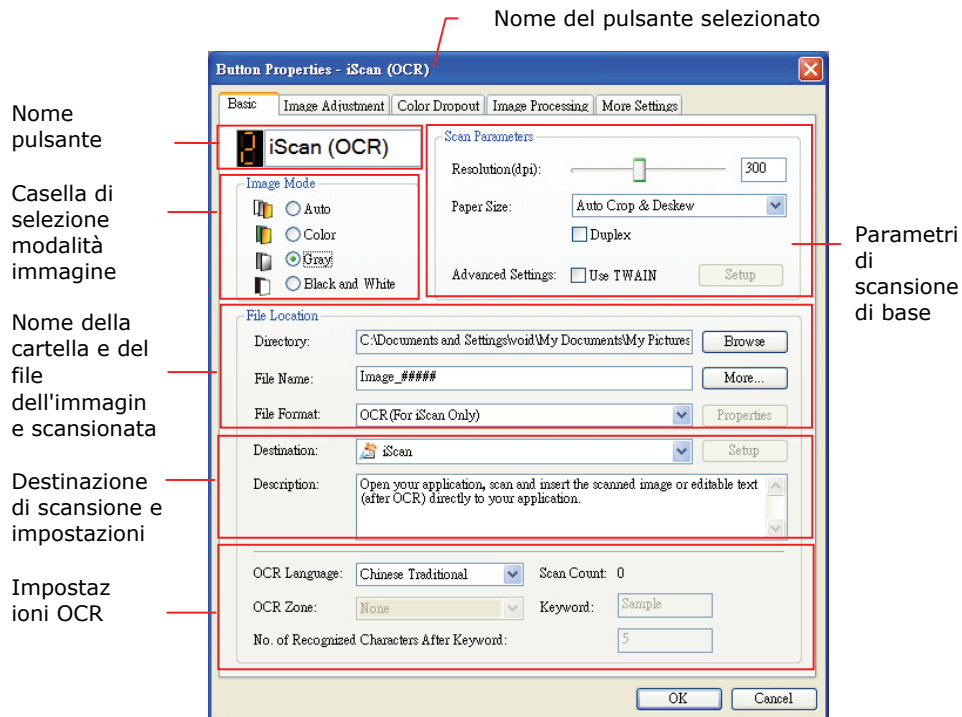 Nome del pulsante selezionato
Button Properties - iScan (OCR)
Basic Image Adjustment Color Dropout Image Processing More Settings
Nome
pulsante
2 iScan (OCR)
Casella di
selezione
modalità
immagine
Image Mode
Auto
Color
Gray
Black and White
Scan Parameters
Resolution(dpi): 300
Paper Size: Auto Crop & Deskew
Duplex
Advanced Settings: Use TWAIN Setup
Parametri
di
scansione
di base
Nome della
cartella e del
file
dell'immagin
e scansionata
File Location
Directory: C:\Documents and Settings\void\My Documents\My Pictures Browse
File Name: Image_##### More...
File Format: OCR(For iScan Only) Properties
Destinazione
di scansione e
impostazioni
Destination: iScan Setup
Description: Open your application, scan and insert the scanned image or editable text
(after OCR) directly to your application.
Impostaz
ioni OCR
OCR Language: Chinese Traditional Scan Count: 0
OCR Zone: None Keyword: Sample
No. of Recognized Characters After Keyword: 5
OK Cancel